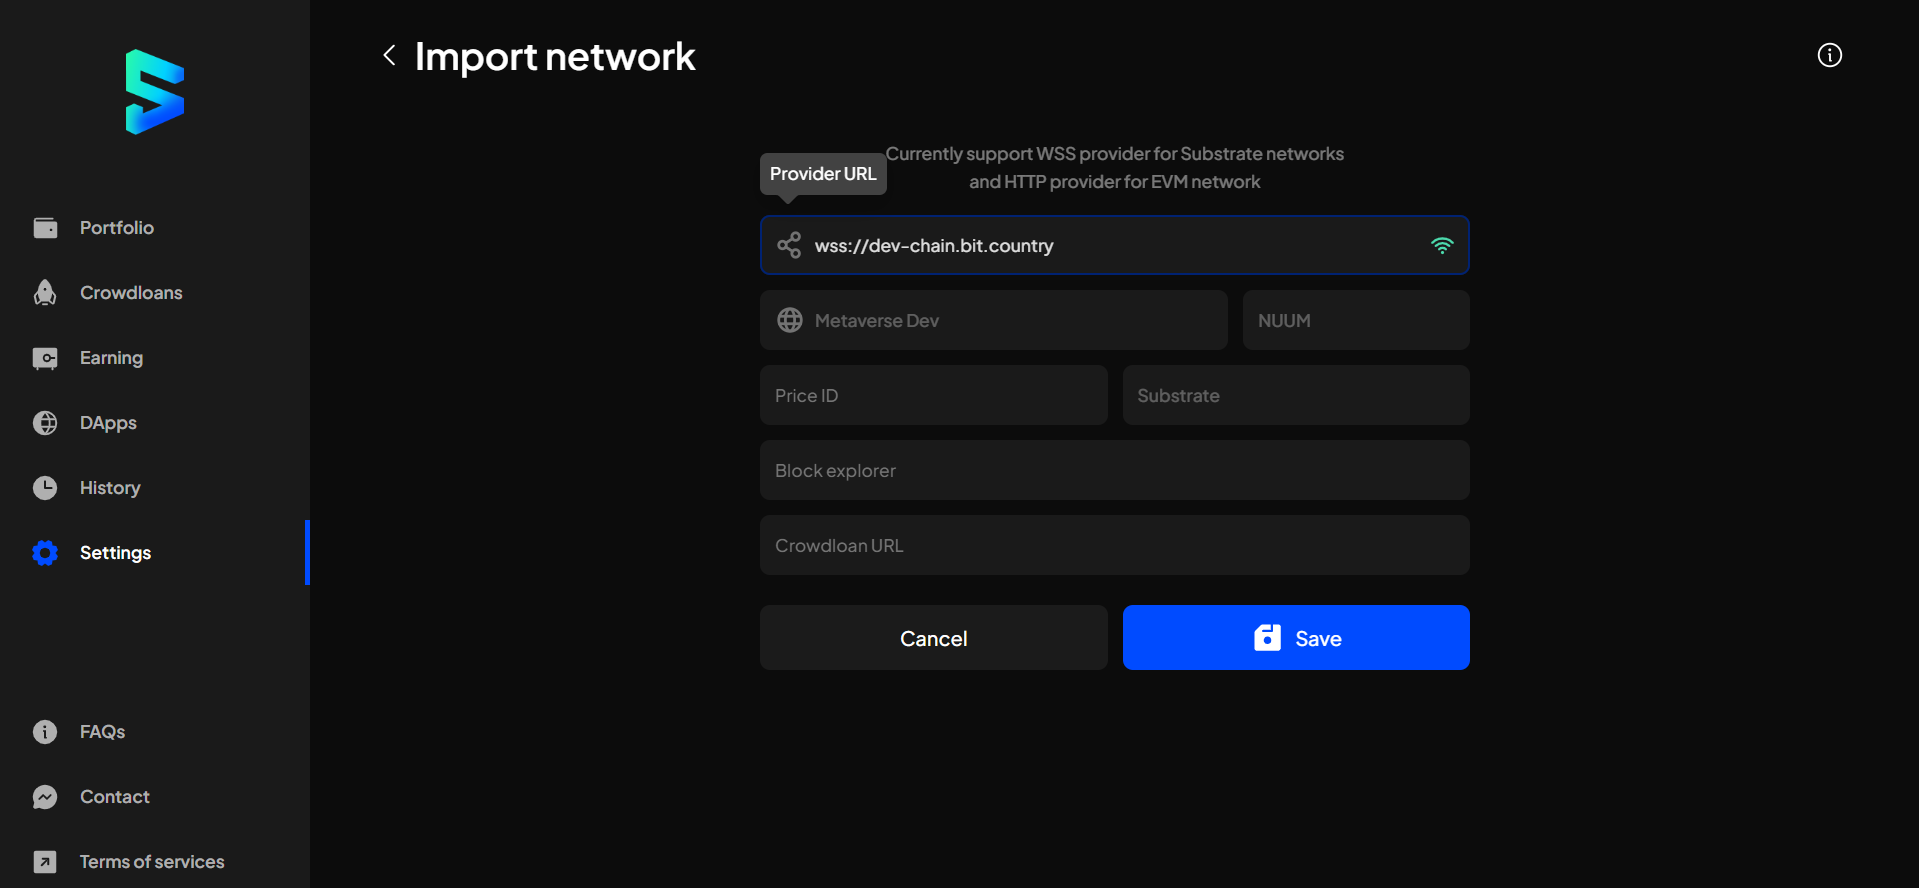 Import network
Portfolio
Crowdloans
Earning
DApps
History
Settings
FAQs
Contact
Terms of services
Currently support WSS provider for Substrate networks
and HTTP provider for EVM network
Provider URL
wss://dev-chain.bit.country
Metaverse Dev
NUUM
Price ID
Substrate
Block explorer
Crowdloan URL
Cancel
Save